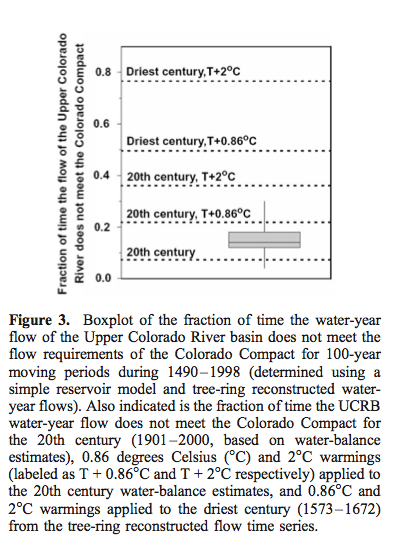 Fraction of time the flow of the Upper Colorado
River does not meet the Colorado Compact
0.8
Driest century,T+2°C
0.6
Driest century,T+0.86°C
0.4
20th century, T+2°C
20th century, T+0.86°C
0.2
20th century
0.0
Figure 3. Boxplot of the fraction of time the water-year
flow of the Upper Colorado River basin does not meet the
flow requirements of the Colorado Compact for 100-year
moving periods during 1490–1998 (determined using a
simple reservoir model and tree-ring reconstructed water-
year flows). Also indicated is the fraction of time the UCRB
water-year flow does not meet the Colorado Compact for
the 20th century (1901–2000, based on water-balance
estimates), 0.86 degrees Celsius (°C) and 2°C warmings
(labeled as T + 0.86°C and T + 2°C respectively) applied to
the 20th century water-balance estimates, and 0.86°C and
2°C warmings applied to the driest century (1573–1672)
from the tree-ring reconstructed flow time series.